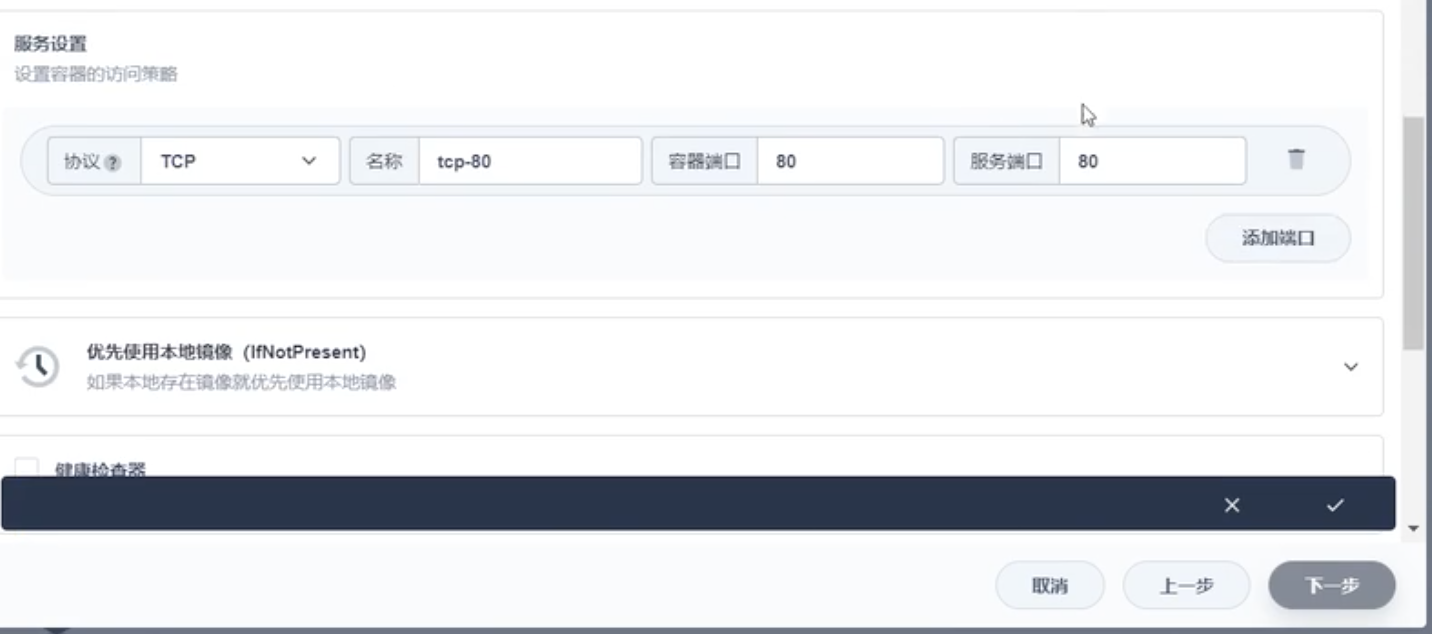 服务设置
设置容器的访问策略
协议 ? TCP 名称 tcp-80 容器端口 80 服务端口 80
添加端口
优先使用本地镜像（IfNotPresent）
如果本地存在镜像就优先使用本地镜像
健康检查器
取消 上一步 下一步